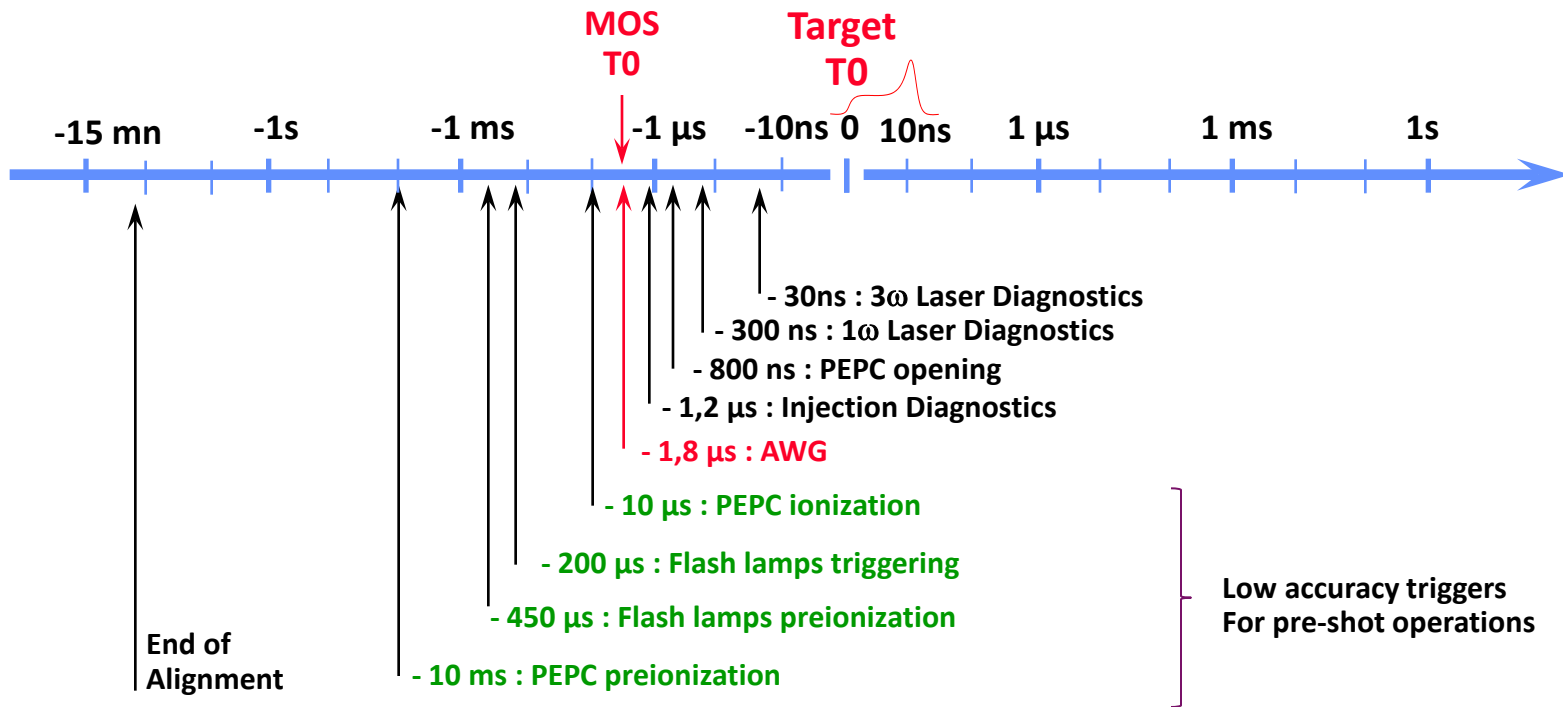 MOS
T0
Target
T0
-15 mn
-1s
-1 ms
-1 µs
-10ns
0
10ns
1 µs
1 ms
1s
- 30ns : 3ω Laser Diagnostics
- 300 ns : 1ω Laser Diagnostics
- 800 ns : PEPC opening
- 1,2 µs : Injection Diagnostics
- 1,8 µs : AWG
- 10 µs : PEPC ionization
- 200 µs : Flash lamps triggering
- 450 µs : Flash lamps preionization
- 10 ms : PEPC preionization
End of
Alignment
Low accuracy triggers
For pre-shot operations